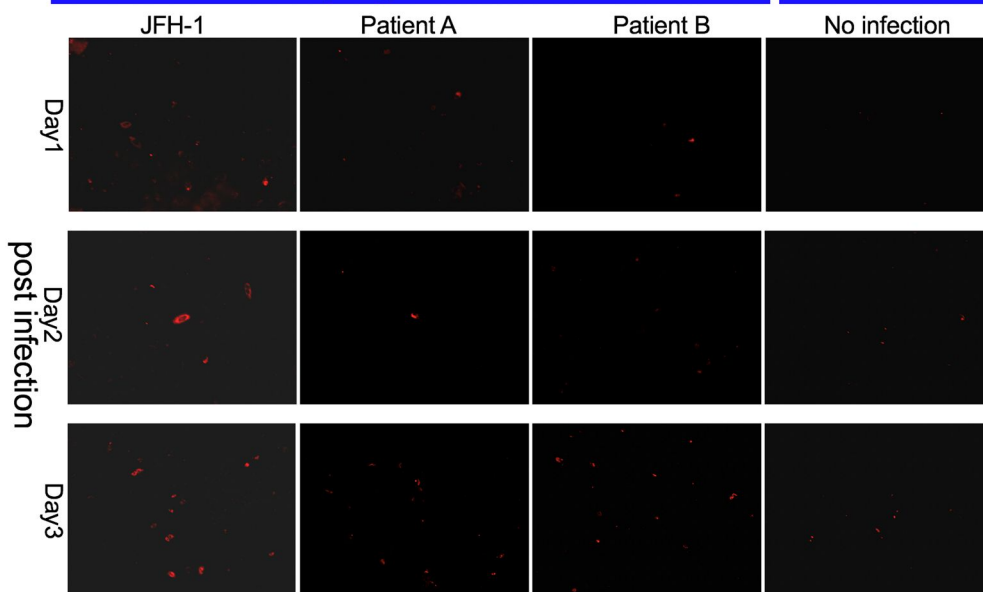 JFH-1
Patient A
Patient B
No infection
Day1
Day2
Day3
post infection